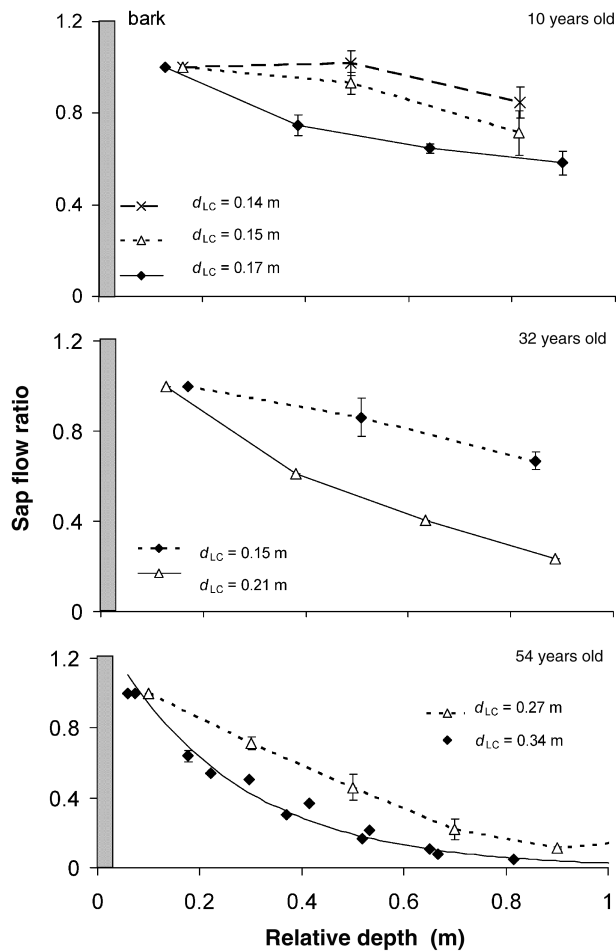 bark
10 years old
1.2
0.8
0.4
0
dLC = 0.14 m
dLC = 0.15 m
dLC = 0.17 m
32 years old
1.2
0.8
0.4
0
dLC = 0.15 m
dLC = 0.21 m
Sap flow ratio
54 years old
1.2
0.8
0.4
0
dLC = 0.27 m
dLC = 0.34 m
0 0.2 0.4 0.6 0.8 1
Relative depth (m)